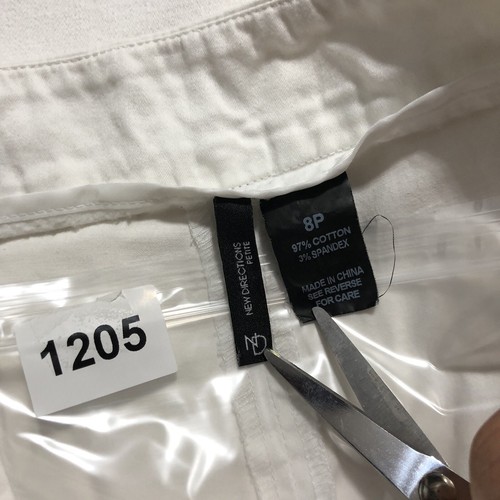 NEW DIRECTIONS
PETITE
ND
8P
97% COTTON
3% SPANDEX
MADE IN CHINA
SEE REVERSE
FOR CARE
1205